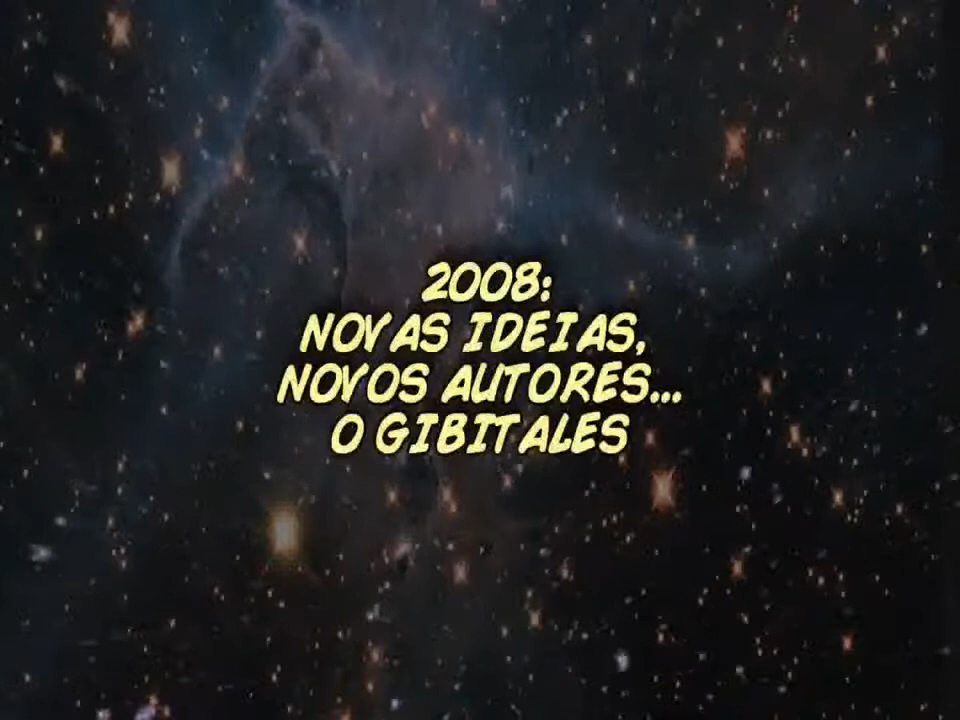 2008:
NOVAS IDEIAS,
NOVOS AUTORES...
O GIBITALES